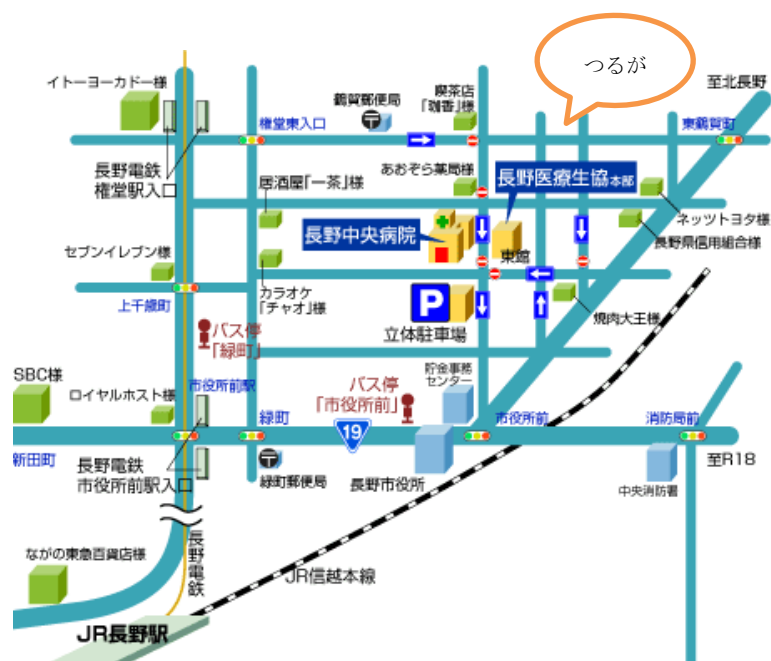 つるが
イトーヨーカドー様
喫茶店
「珈香」様
至北長野
鶴賀郵便局
権堂東入口
東鶴賀町
長野電鉄
権堂駅入口
居酒屋「一茶」様
あおぞら薬局様
長野医療生協本部
ネッツトヨタ様
長野県信用組合様
長野中央病院
東館
セブンイレブン様
カラオケ
「チャオ」様
上千歳町
P
焼肉大王様
立体駐車場
バス停
「緑町」
SBC様
市役所前駅
貯金事務
センター
ロイヤルホスト様
バス停
「市役所前」
緑町
19
市役所前
消防局前
新田町
長野電鉄
市役所前駅入口
緑町郵便局
長野市役所
至R18
中央消防署
ながの東急百貨店様
長野電鉄
JR信越本線
JR長野駅